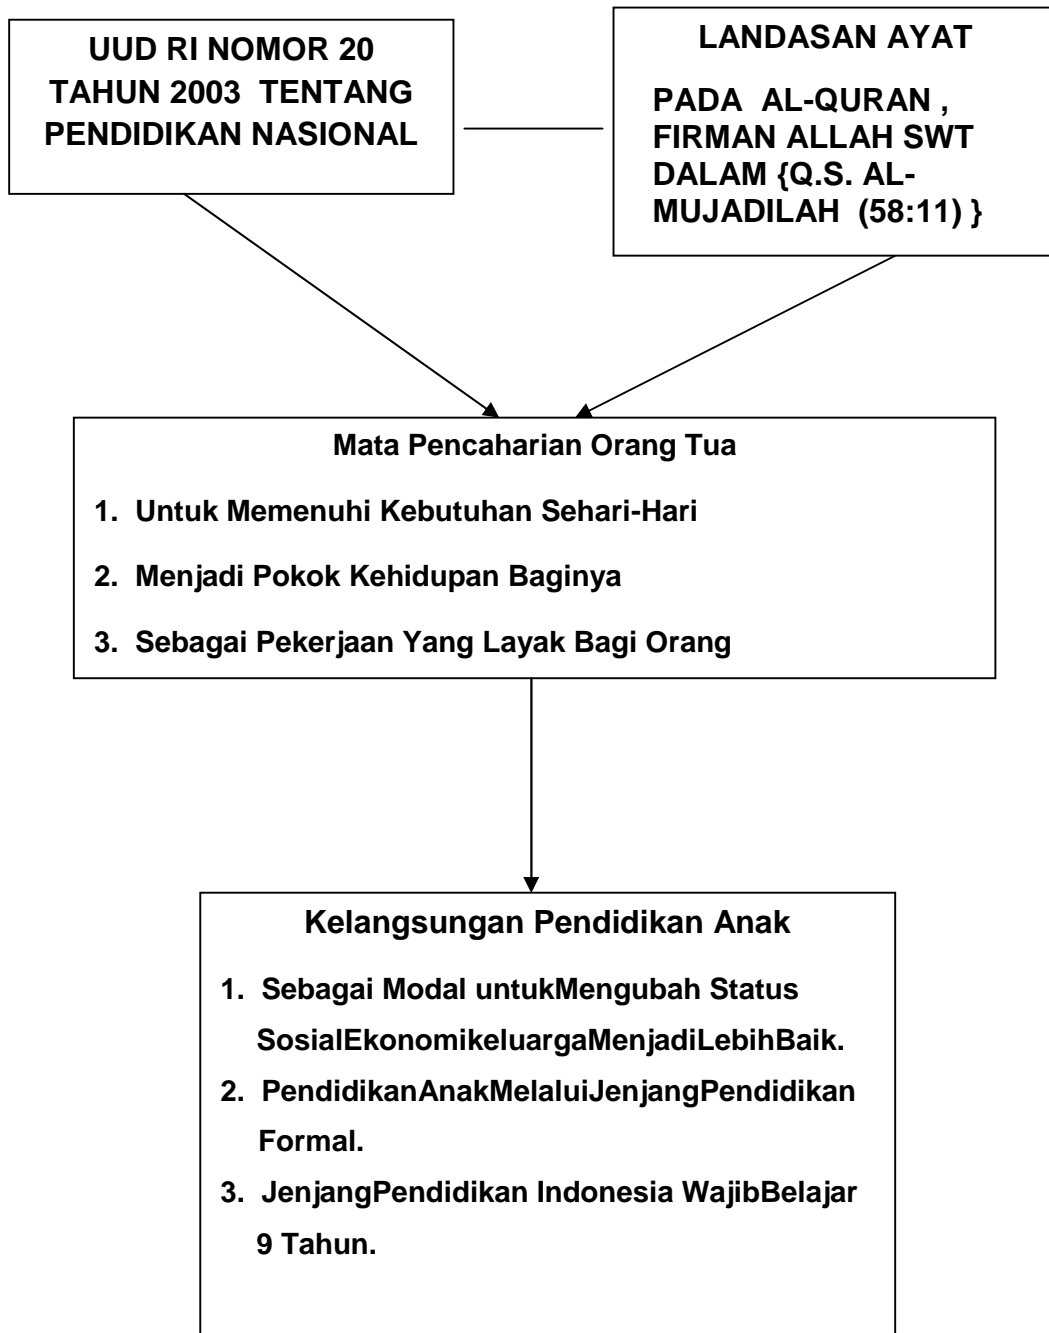 UUD RI NOMOR 20
TAHUN 2003 TENTANG
PENDIDIKAN NASIONAL
LANDASAN AYAT
PADA AL-QURAN ,
FIRMAN ALLAH SWT
DALAM {Q.S. AL-
MUJADILAH (58:11) }
Mata Pencaharian Orang Tua
1. Untuk Memenuhi Kebutuhan Sehari-Hari
2. Menjadi Pokok Kehidupan Baginya
3. Sebagai Pekerjaan Yang Layak Bagi Orang
Kelangsungan Pendidikan Anak
1. Sebagai Modal untukMengubah Status
SosialEkonomikeluargaMenjadiLebihBaik.
2. PendidikanAnakMelaluiJenjangPendidikan
Formal.
3. JenjangPendidikan Indonesia WajibBelajar
9 Tahun.